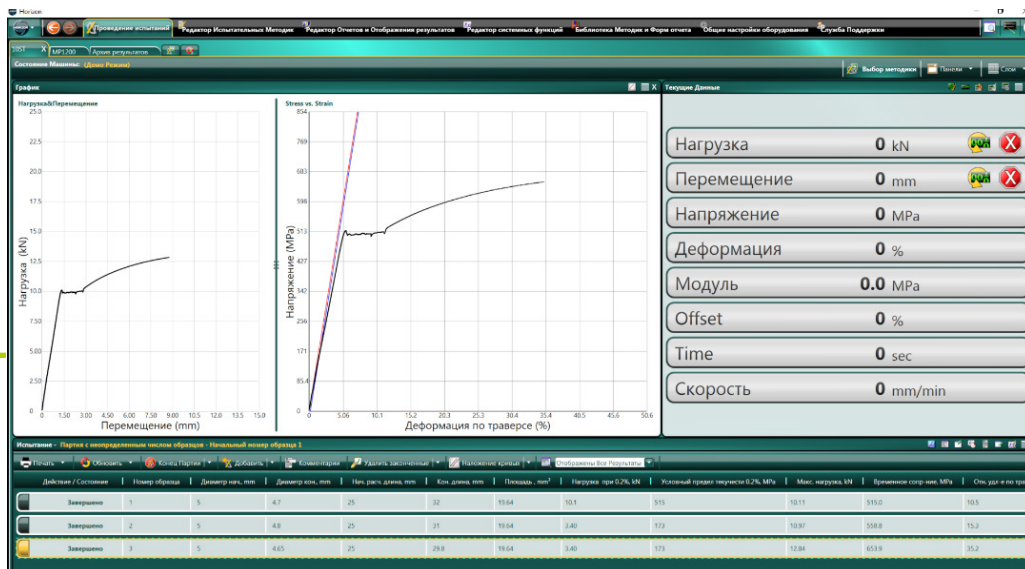 Horizon
HORIZON
Проведение испытания Редактор Испытательных Методик Редактор Отчетов и Отображения результатов Редактор системных функций Библиотека Методик и Форм отчета Общие настройки оборудования Служба Поддержки
X MP1200 Архив результатов
Состояние Машины: (Демо Режим)
Выбор методики Панели Слои
График X Текущие Данные
Нагрузка&Перемещение
25.0
22.5
20.0
17.5
15.0
12.5
10.0
7.50
5.00
2.50
0
Нагрузка (kN)
0 1.50 3.00 4.50 6.00 7.50 9.00 10.5 12.0 13.5 15.0
Перемещение (mm)
Stress vs. Strain
854
769
683
598
513
427
342
256
171
85.4
0
Напряжение (MPa)
0 5.06 10.1 15.2 20.3 25.3 30.4 35.4 40.5 45.6 50.6
Деформация по траверсе (%)
Нагрузка 0 kN
Перемещение 0 mm
Напряжение 0 MPa
Деформация 0 %
Модуль 0.0 MPa
Offset 0 %
Time 0 sec
Скорость 0 mm/min
Испытание - Партия с неопределенным числом образцов - Начальный номер образца 1
Печать Обновить Конец Партии Добавить Комментарии Удалить законченные Наложение кривых Отображены Все Результаты
Действие / Состояние Номер образца Диаметр нач, mm Диаметр кон, mm Нач. расч. длина, mm Кон. длина, mm Площадь , mm² Нагрузка при 0.2%, kN Условный предел текучести 0.2%, MPa Макс. нагрузка, kN Временное сопр-ние, MPa Отн. удл-е по тра
Завершено 1 5 4.7 25 32 19.64 10.1 515 10.11 515.0 10.5
Завершено 2 5 4.8 25 31 19.64 3.40 173 10.97 558.8 15.3
Завершено 3 5 4.65 25 29.8 19.64 3.40 173 12.84 653.9 35.2